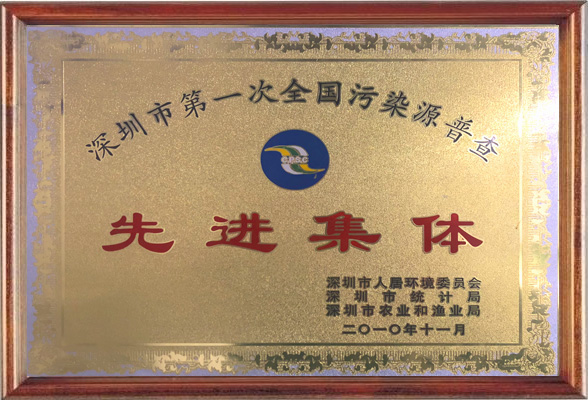 深圳市第一次全国污染源普查
先进集体
深圳市人居环境委员会
深圳市统计局
深圳市农业和渔业局
二〇一〇年十一月